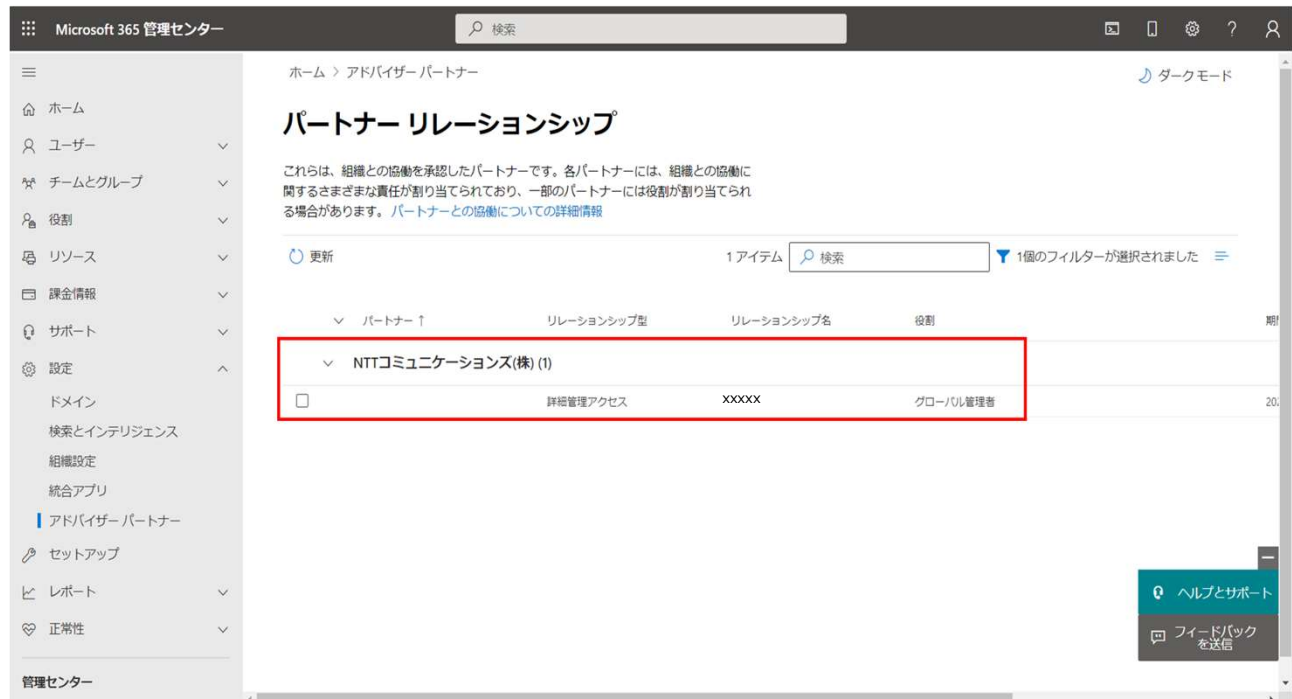 Microsoft 365 管理センター
検索
ホーム
ユーザー
チームとグループ
役割
リソース
課金情報
サポート
設定
ドメイン
検索とインテリジェンス
組織設定
統合アプリ
アドバイザー パートナー
セットアップ
レポート
正常性
管理センター
ホーム > アドバイザー パートナー
ダーク モード
パートナー リレーションシップ
これらは、組織との協働を承認したパートナーです。各パートナーには、組織との協働に
関するさまざまな責任が割り当てられており、一部のパートナーには役割が割り当てられ
る場合があります。 パートナーとの協働についての詳細情報
更新
1 アイテム
検索
1個のフィルターが選択されました
パートナー ↑ リレーションシップ型 リレーションシップ名 役割
NTTコミュニケーションズ(株) (1)
詳細管理アクセス xxxxx グローバル管理者
ヘルプとサポート
フィードバック
を送信